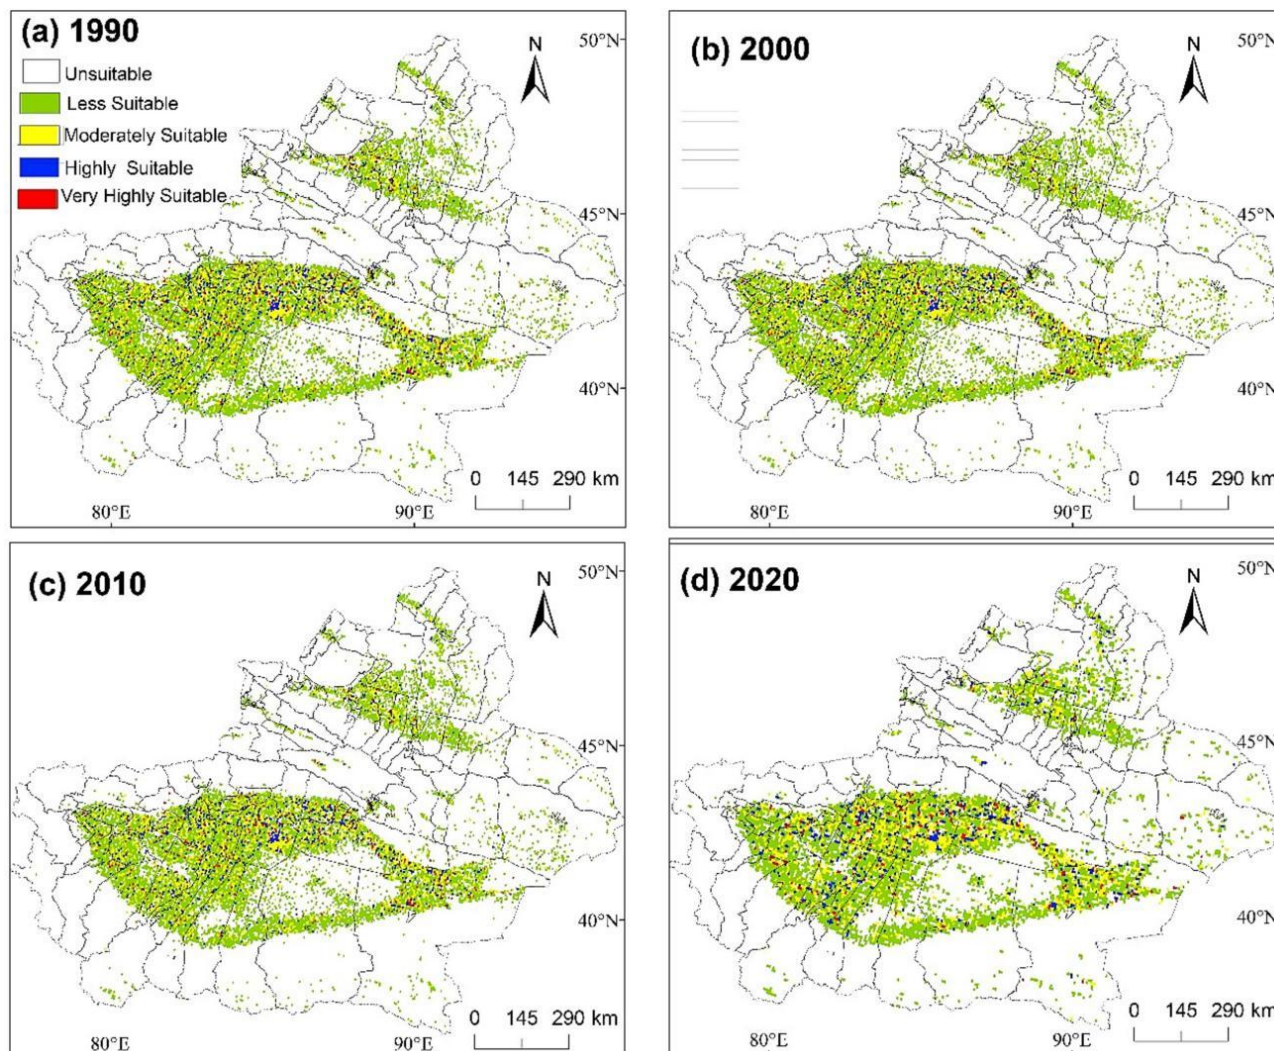 (a) 1990
Unsuitable
Less Suitable
Moderately Suitable
Highly Suitable
Very Highly Suitable
N
50°N
45°N
40°N
0 145 290 km
80°E 90°E
(b) 2000
N
50°N
45°N
40°N
0 145 290 km
80°E 90°E
(c) 2010
N
50°N
45°N
40°N
0 145 290 km
80°E 90°E
(d) 2020
N
50°N
45°N
40°N
0 145 290 km
80°E 90°E